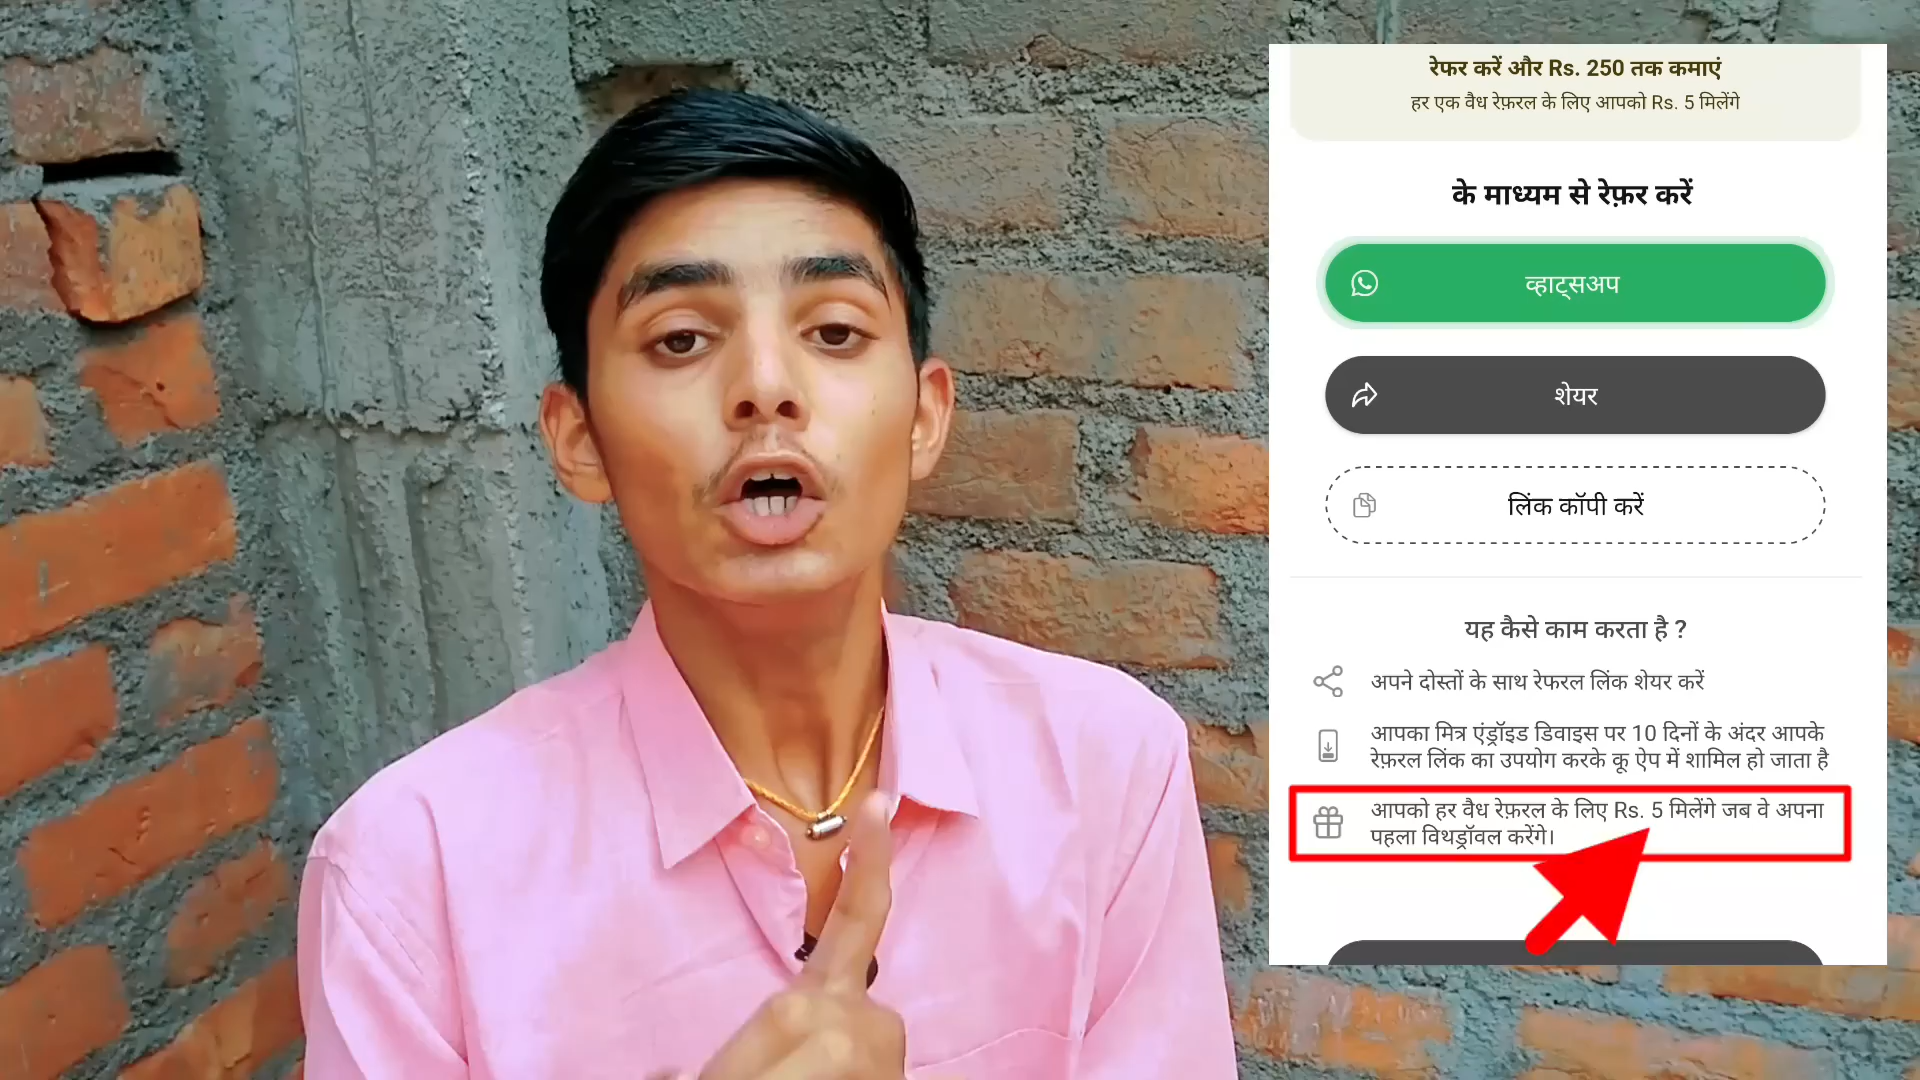 रेफर करें और Rs. 250 तक कमाएं
हर एक वैध रेफ़रल के लिए आपको Rs. 5 मिलेंगे
के माध्यम से रेफ़र करें
व्हाट्सअप
शेयर
लिंक कॉपी करें
यह कैसे काम करता है ?
अपने दोस्तों के साथ रेफरल लिंक शेयर करें
आपका मित्र एंड्रॉइड डिवाइस पर 10 दिनों के अंदर आपके
रेफ़रल लिंक का उपयोग करके कू ऐप में शामिल हो जाता है
आपको हर वैध रेफ़रल के लिए Rs. 5 मिलेंगे जब वे अपना
पहला विथड्रॉवल करेंगे।